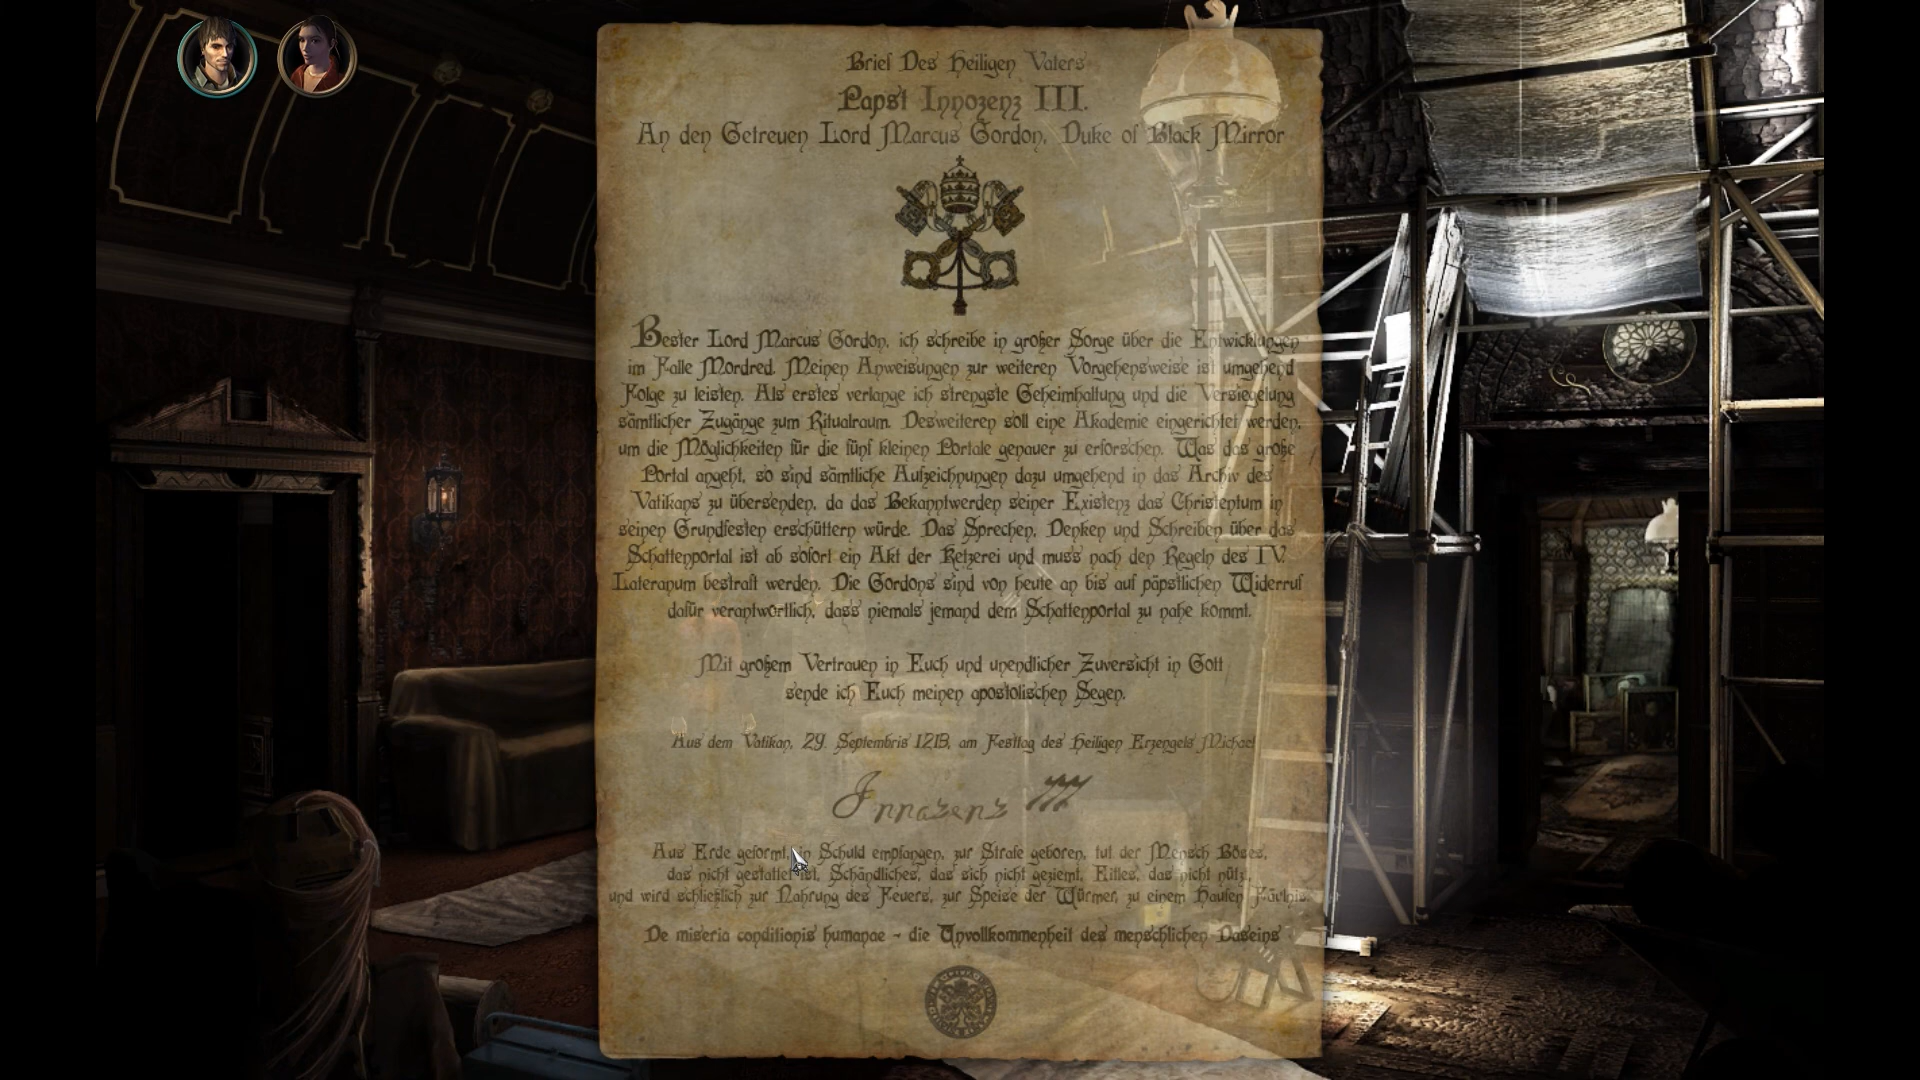 Brief Des Heiligen Vaters
Papst Innozenz III.
An den Getreuen Lord Marcus Gordon, Duke of Black Mirror
Bester Lord Marcus Gordon, ich schreibe in großer Sorge über die Entwicklungen
im Falle Mordred. Meinen Anweisungen zur weiteren Vorgehensweise ist umgehend
Folge zu leisten. Als erstes verlange ich strengste Geheimhaltung und die Versiegelung
sämtlicher Zugänge zum Ritualraum. Desweiteren soll eine Akademie eingerichtet werden,
um die Möglichkeiten für die fünf kleinen Portale genauer zu erforschen. Was das große
Portal angeht, so sind sämtliche Aufzeichnungen dazu umgehend in das Archiv des
Vatikans zu übersenden, da das Bekanntwerden seiner Existenz das Christentum in
seinen Grundfesten erschüttern würde. Das Sprechen, Denken und Schreiben über das
Schattenportal ist ab sofort ein Akt der Ketzerei und muss nach den Regeln des IV.
Lateranum bestraft werden. Die Gordons sind von heute an bis auf päpstlichen Widerruf
dafür verantwortlich, dass niemals jemand dem Schattenportal zu nahe kommt.
Mit großem Vertrauen in Euch und unendlicher Zuversicht in Gott
sende ich Euch meinen apostolischen Segen.
Aus dem Vatikan, 29. Septembris 1213, am Festtag des Heiligen Erzengels Michael
Innozenz III
Aus Erde geformt, in Schuld empfangen, zur Strafe geboren, tut der Mensch Böses,
das nicht gestattet ist, Schändliches, das sich nicht geziemt, Eitles, das nicht nützt,
und wird schließlich zur Nahrung des Feuers, zur Speise der Würmer, zu einem Haufen Fäulnis.
De miseria conditionis humanae - die Unvollkommenheit des menschlichen Daseins